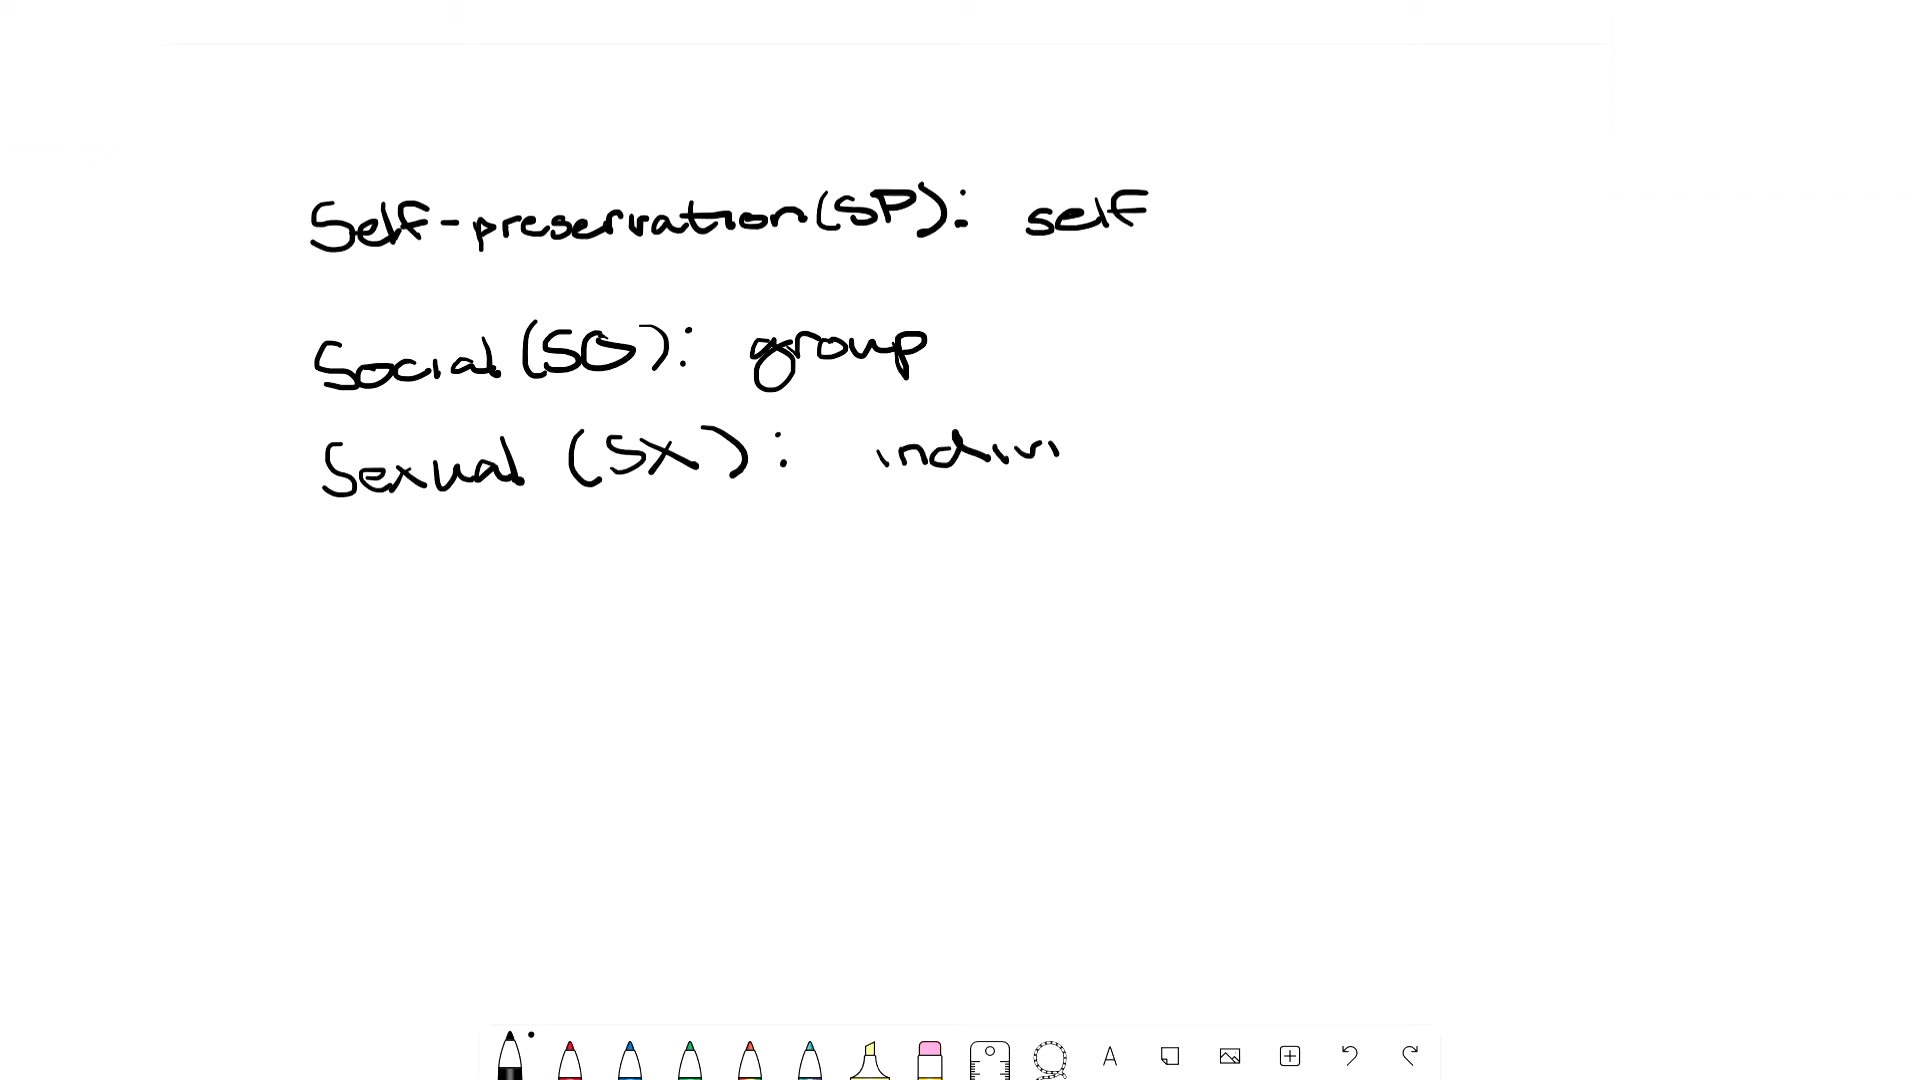 Self-preservation(SP): self
Social (SO): group
Sexual (SX): indivi